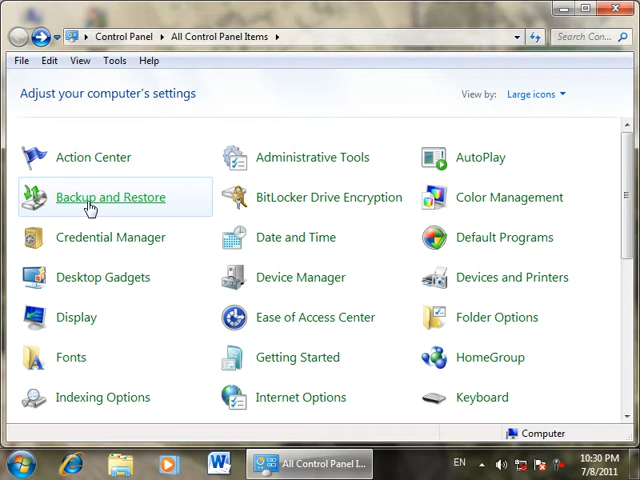 Control Panel All Control Panel Items Search Con...
File Edit View Tools Help
Adjust your computer's settings View by: Large icons
Action Center Administrative Tools AutoPlay
Backup and Restore BitLocker Drive Encryption Color Management
Credential Manager Date and Time Default Programs
Desktop Gadgets Device Manager Devices and Printers
Display Ease of Access Center Folder Options
Fonts Getting Started HomeGroup
Indexing Options Internet Options Keyboard
Computer
W All Control Panel I... EN 10:30 PM
7/8/2011